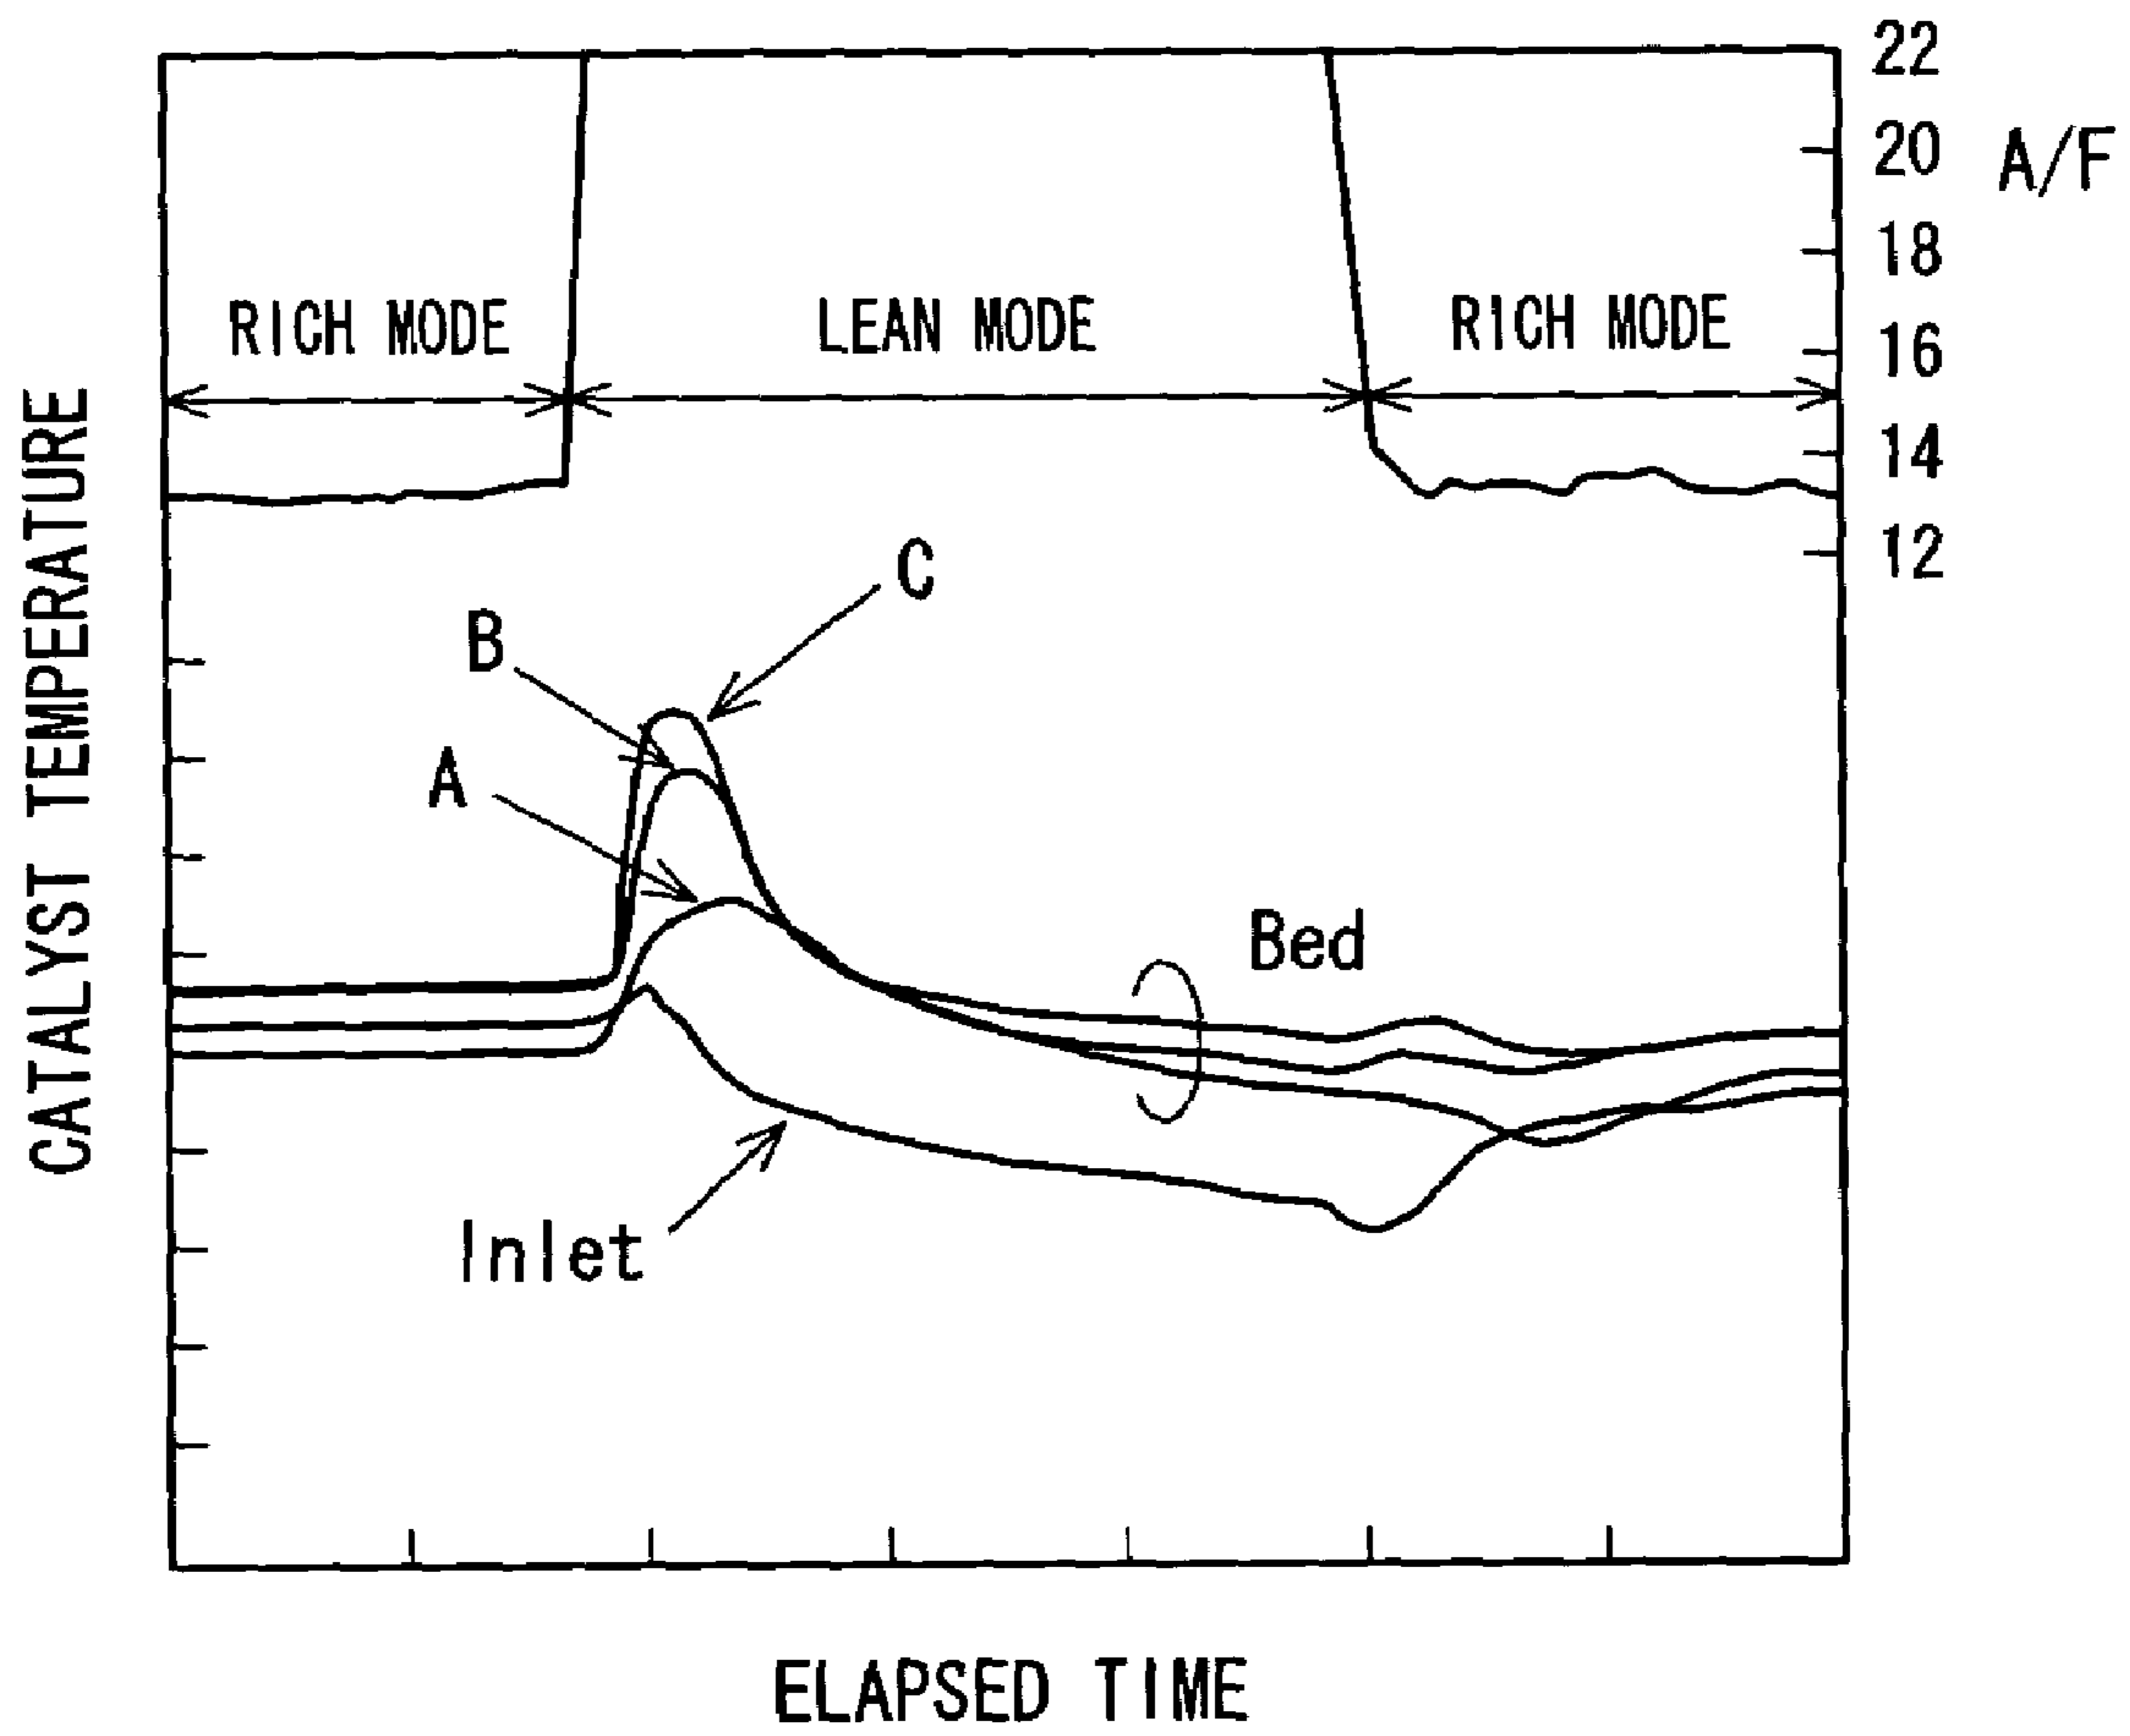 22
20
A/F
18
RICH MODE
LEAN MODE
RICH MODE
16
14
12
CATALYST TEMPERATURE
C
B
A
Bed
Inlet
ELAPSED TIME